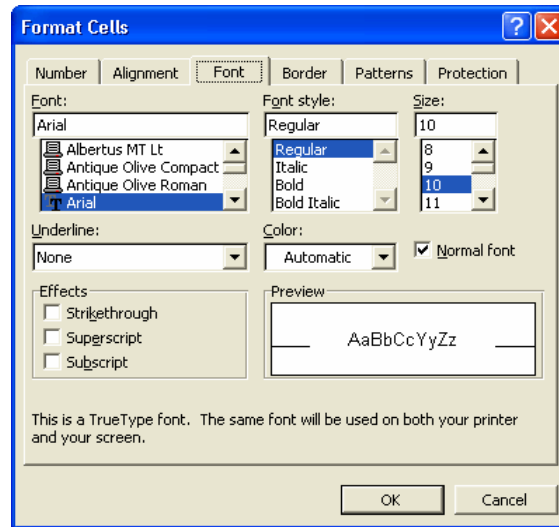 Format Cells
Number Alignment Font Border Patterns Protection
Font: Font style: Size:
Arial Regular 10
Albertus MT Lt Regular 8
Antique Olive Compact Italic 9
Antique Olive Roman Bold 10
Arial Bold Italic 11
Underline: Color:
None Automatic Normal font
Effects Preview
Strikethrough
Superscript AaBbCcYyZz
Subscript
This is a TrueType font. The same font will be used on both your printer
and your screen.
OK Cancel